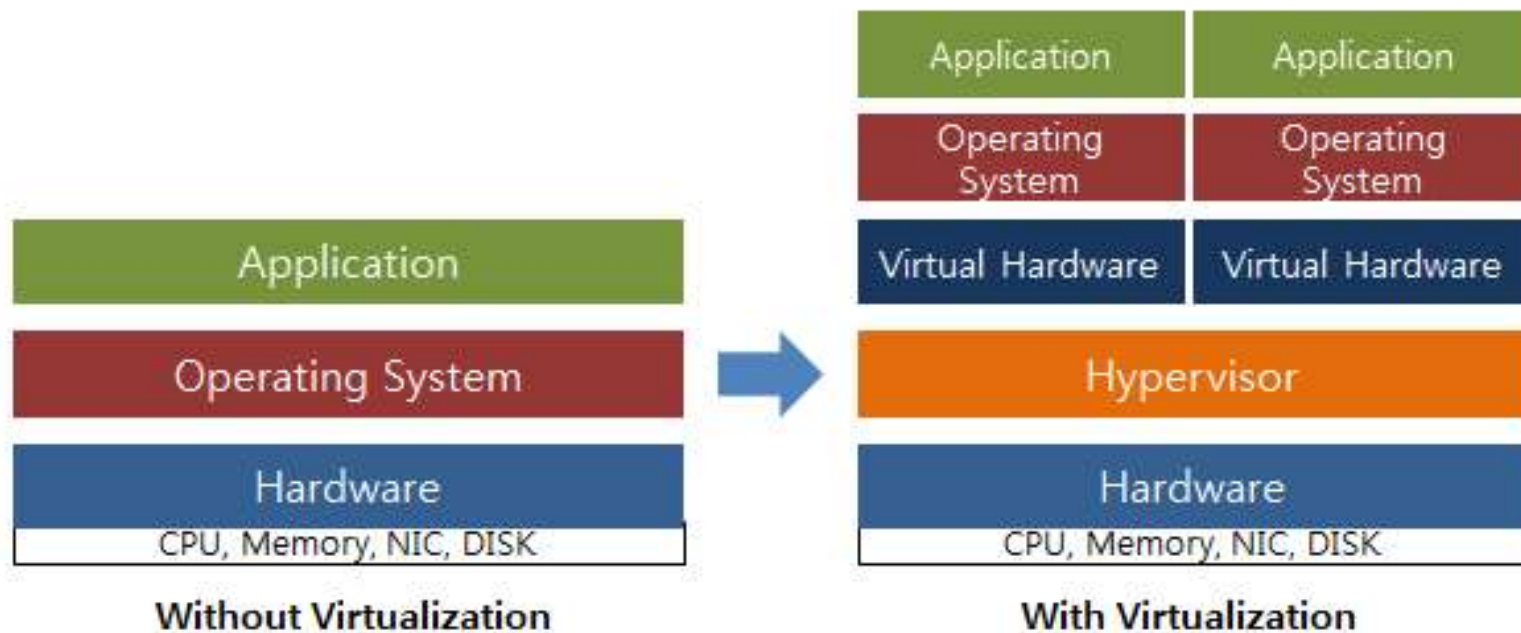 Application
Operating System
Hardware
CPU, Memory, NIC, DISK
Without Virtualization
Application
Application
Operating
System
Operating
System
Virtual Hardware
Virtual Hardware
Hypervisor
Hardware
CPU, Memory, NIC, DISK
With Virtualization